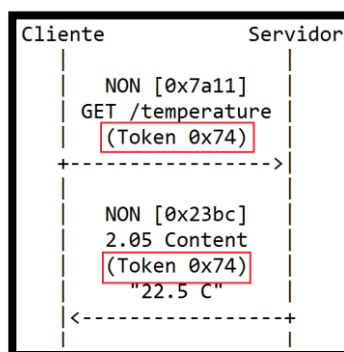 Cliente Servidor
NON [0x7a11]
GET /temperature
(Token 0x74)
NON [0x23bc]
2.05 Content
(Token 0x74)
"22.5 C"